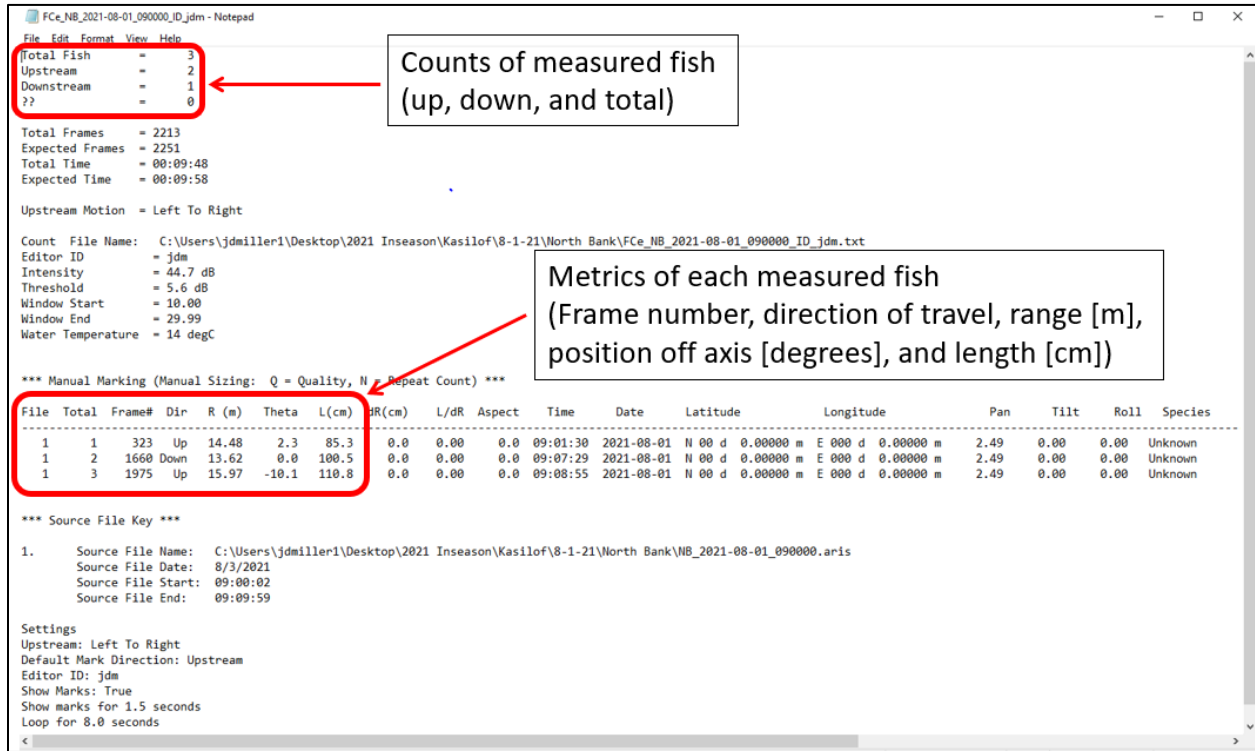 FCe_NB_2021-08-01_090000_ID_jdm - Notepad
File Edit Format View Help
Total Fish = 3
Upstream = 2
Downstream = 1
?? = 0
Counts of measured fish
(up, down, and total)
Total Frames = 2213
Expected Frames = 2251
Total Time = 00:09:48
Expected Time = 00:09:58
Upstream Motion = Left To Right
Count File Name: C:\Users\jdmiller1\Desktop\2021 Inseason\Kasilof\8-1-21\North Bank\FCe_NB_2021-08-01_090000_ID_jdm.txt
Editor ID = jdm
Intensity = 44.7 dB
Threshold = 5.6 dB
Window Start = 10.00
Window End = 29.99
Water Temperature = 14 degC
Metrics of each measured fish
(Frame number, direction of travel, range [m],
position off axis [degrees], and length [cm])
*** Manual Marking (Manual Sizing: Q = Quality, N = Repeat Count) ***
File Total Frame# Dir R (m) Theta L(cm) dR(cm) L/dR Aspect Time Date Latitude Longitude Pan Tilt Roll Species
1 1 323 Up 14.48 2.3 85.3 0.0 0.00 0.0 09:01:30 2021-08-01 N 00 d 0.00000 m E 000 d 0.00000 m 2.49 0.00 0.00 Unknown
1 2 1660 Down 13.62 0.0 100.5 0.0 0.00 0.0 09:07:29 2021-08-01 N 00 d 0.00000 m E 000 d 0.00000 m 2.49 0.00 0.00 Unknown
1 3 1975 Up 15.97 -10.1 110.8 0.0 0.00 0.0 09:08:55 2021-08-01 N 00 d 0.00000 m E 000 d 0.00000 m 2.49 0.00 0.00 Unknown
*** Source File Key ***
1. Source File Name: C:\Users\jdmiller1\Desktop\2021 Inseason\Kasilof\8-1-21\North Bank\NB_2021-08-01_090000.aris
Source File Date: 8/3/2021
Source File Start: 09:00:02
Source File End: 09:09:59
Settings
Upstream: Left To Right
Default Mark Direction: Upstream
Editor ID: jdm
Show Marks: True
Show marks for 1.5 seconds
Loop for 8.0 seconds